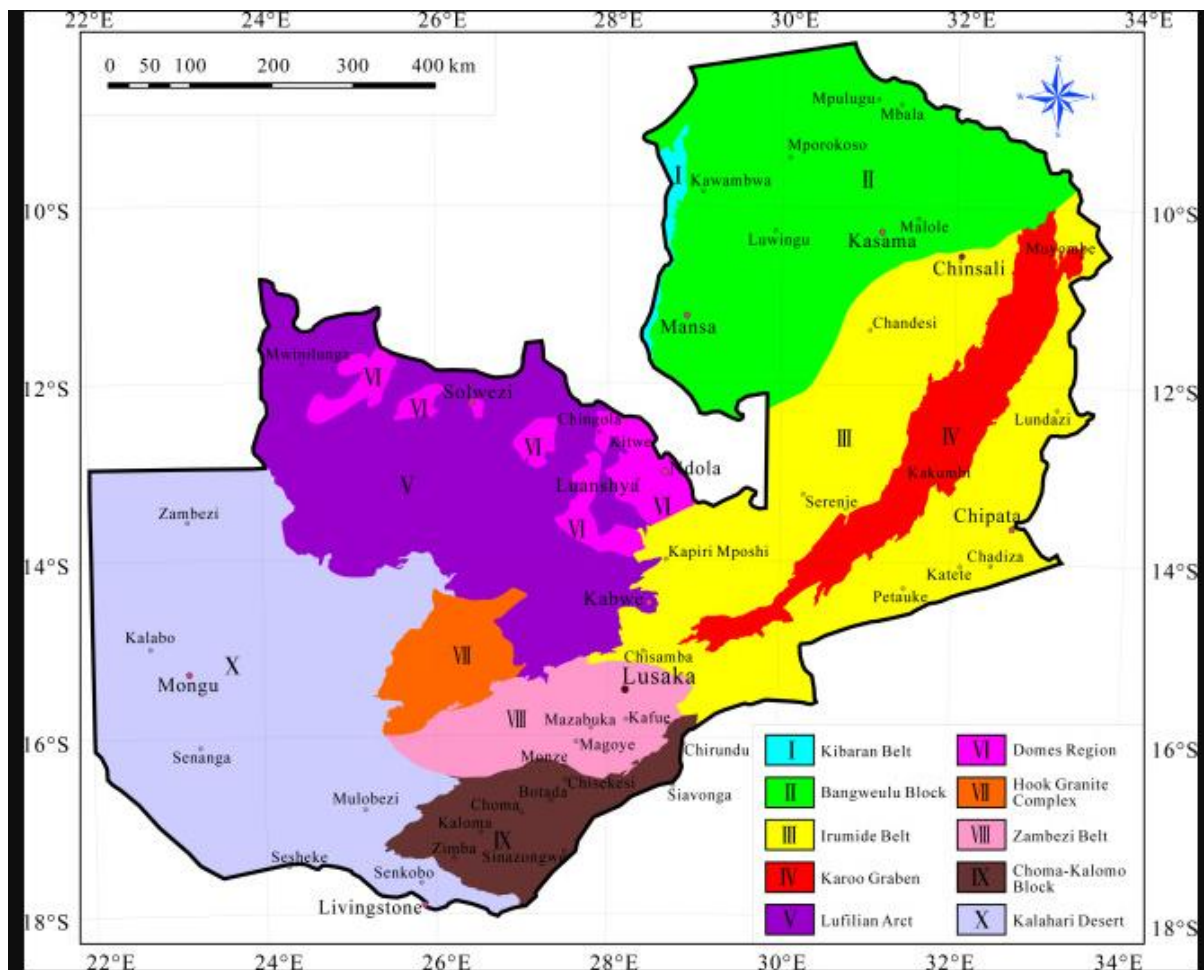 22°E 24°E 26°E 28°E 30°E 32°E 34°E
0 50 100 200 300 400 km
N
W E
S
Mpulugu
Mbala
Mporokoso
I
II
Kawambwa
10°S 10°S
Luwingu
Kasama
Malole
Muyombe
Chinsali
Mansa
Chandesi
Mwinilunga
VI
12°S 12°S
Solwezi
VI
Chingola
Lundazi
VI
Kitwe
III
IV
Ndola
Kakumbi
V
Luanshya
VI
Serenje
Zambezi
VI
Chipata
Kapiri Mposhi
Chadiza
14°S 14°S
Katete
Kabwe
Petauke
Kalabo
X
VII
Chisamba
Mongu
Lusaka
VIII
Mazabuka
Kafue
Senanga
Magoye
16°S 16°S
Monze
Chirundu
Chisekesi
Siavonga
Mulobezi
Botada
Choma
Kaloma
IX
Zimba
Sinazongwe
Sesheke
Senkobo
Livingstone
18°S 18°S
I Kibaran Belt
II Bangweulu Block
III Irumide Belt
IV Karoo Graben
V Lufilian Arct
VI Domes Region
VII Hook Granite
Complex
VIII Zambezi Belt
IX Choma-Kalomo
Block
X Kalahari Desert
22°E 24°E 26°E 28°E 30°E 32°E 34°E